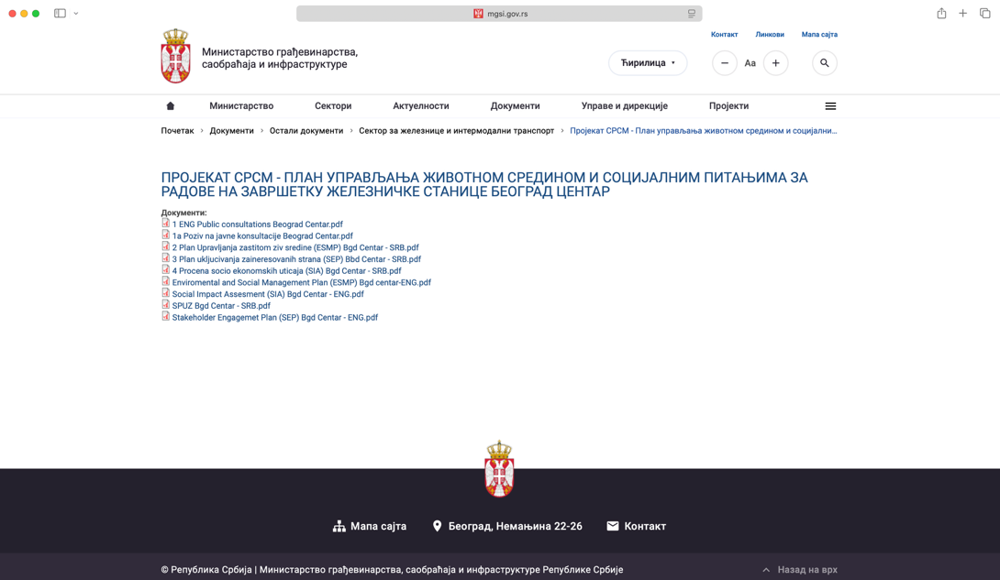 mgsi.gov.rs
Контакт Линкови Мапа сајта
Министарство грађевинарства,
саобраћаја и инфраструктуре
Ћирилица
Aa
Министарство Сектори Актуелности Документи Управе и дирекције Пројекти
Почетак › Документи › Остали документи › Сектор за железнице и интермодални транспорт › Пројекат СРСМ - План управљања животном средином и социјални...
ПРОЈЕКАТ СРСМ - ПЛАН УПРАВЉАЊА ЖИВОТНОМ СРЕДИНОМ И СОЦИЈАЛНИМ ПИТАЊИМА ЗА
РАДОВЕ НА ЗАВРШЕТКУ ЖЕЛЕЗНИЧКЕ СТАНИЦЕ БЕОГРАД ЦЕНТАР
Документи:
1 ENG Public consultations Beograd Centar.pdf
1a Poziv na javne konsultacije Beograd Centar.pdf
2 Plan Upravljanja zastitom ziv sredine (ESMP) Bgd Centar - SRB.pdf
3 Plan ukljucivanja zaineresovanih strana (SEP) Bbd Centar - SRB.pdf
4 Procena socio ekonomskih uticaja (SIA) Bgd Centar - SRB.pdf
Enviromental and Social Management Plan (ESMP) Bgd centar-ENG.pdf
Social Impact Assesment (SIA) Bgd Centar - ENG.pdf
SPUZ Bgd Centar - SRB.pdf
Stakeholder Engagemet Plan (SEP) Bgd Centar - ENG.pdf
Мапа сајта Београд, Немањина 22-26 Контакт
© Република Србија | Министарство грађевинарства, саобраћаја и инфраструктуре Републике Србије Назад на врх